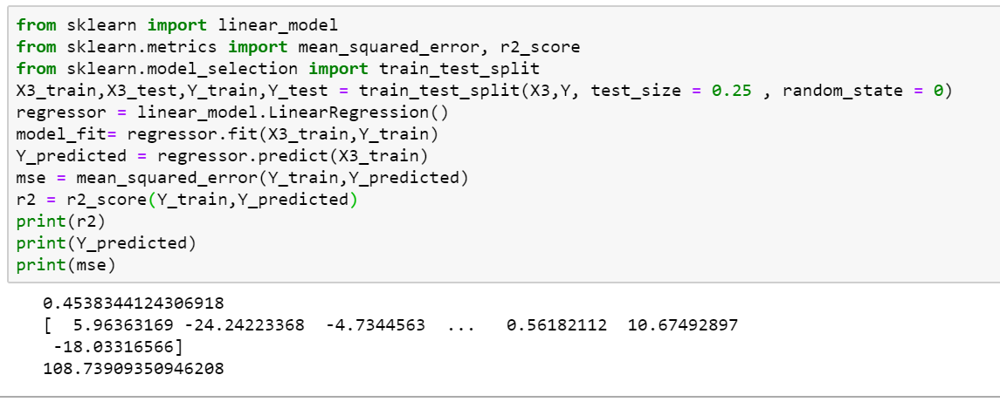 from sklearn import linear_model
from sklearn.metrics import mean_squared_error, r2_score
from sklearn.model_selection import train_test_split
X3_train,X3_test,Y_train,Y_test = train_test_split(X3,Y, test_size = 0.25 , random_state = 0)
regressor = linear_model.LinearRegression()
model_fit= regressor.fit(X3_train,Y_train)
Y_predicted = regressor.predict(X3_train)
mse = mean_squared_error(Y_train,Y_predicted)
r2 = r2_score(Y_train,Y_predicted)
print(r2)
print(Y_predicted)
print(mse)
0.4538344124306918
[  5.96363169 -24.24223368  -4.7344563  ...   0.56182112  10.67492897
 -18.03316566]
108.73909350946208